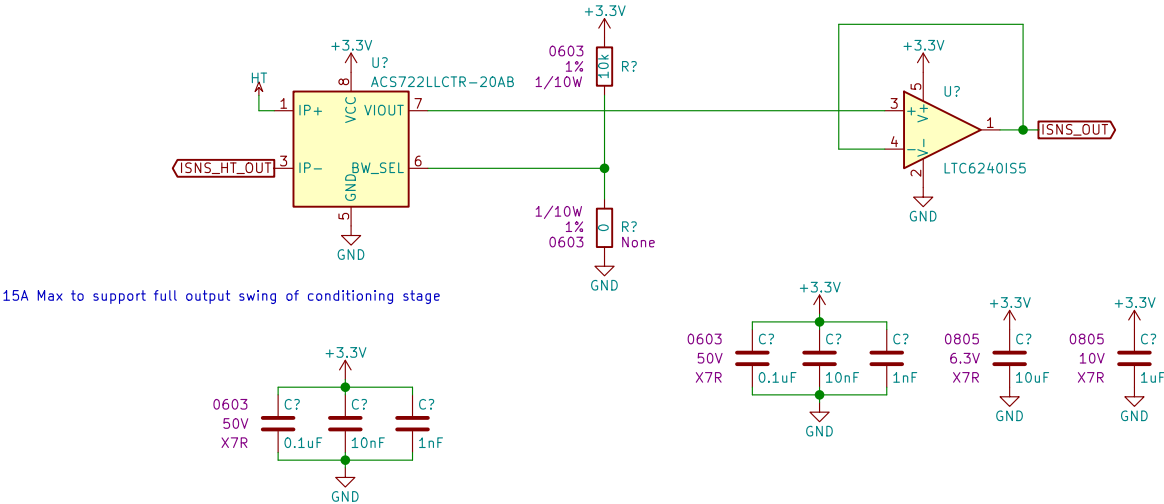 +3.3V
+3.3V
0603
1%
1/10W
10k
R?
+3.3V
HT
U?
ACS722LLCTR-20AB
8
VCC
1
IP+
VIOUT
7
3
+
5
V+
U?
1
ISNS_OUT
4
-
V-
2
LTC6240IS5
GND
ISNS_HT_OUT
3
IP-
BW_SEL
6
GND
5
GND
1/10W
1%
0603
0
R?
None
GND
15A Max to support full output swing of conditioning stage
+3.3V
0603
50V
X7R
C?
0.1uF
C?
10nF
C?
1nF
GND
+3.3V
0603
50V
X7R
C?
0.1uF
C?
10nF
C?
1nF
GND
+3.3V
0805
6.3V
X7R
C?
10uF
GND
+3.3V
0805
10V
X7R
C?
1uF
GND